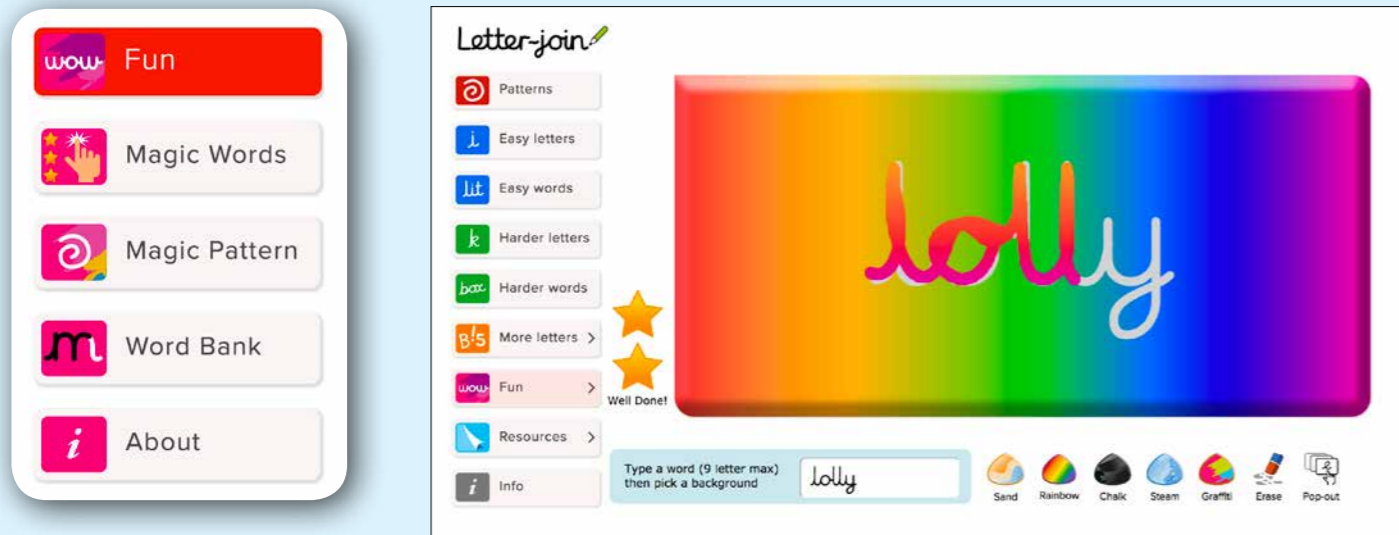 wow Fun
Magic Words
Magic Pattern
m Word Bank
i About
Letter-join
Patterns
i Easy letters
lit Easy words
k Harder letters
box Harder words
B!5 More letters >
wow Fun >
Resources >
i Info
Well Done!
lolly
Type a word (9 letter max)
then pick a background
lolly
Sand Rainbow Chalk Steam Graffiti Erase Pop-out